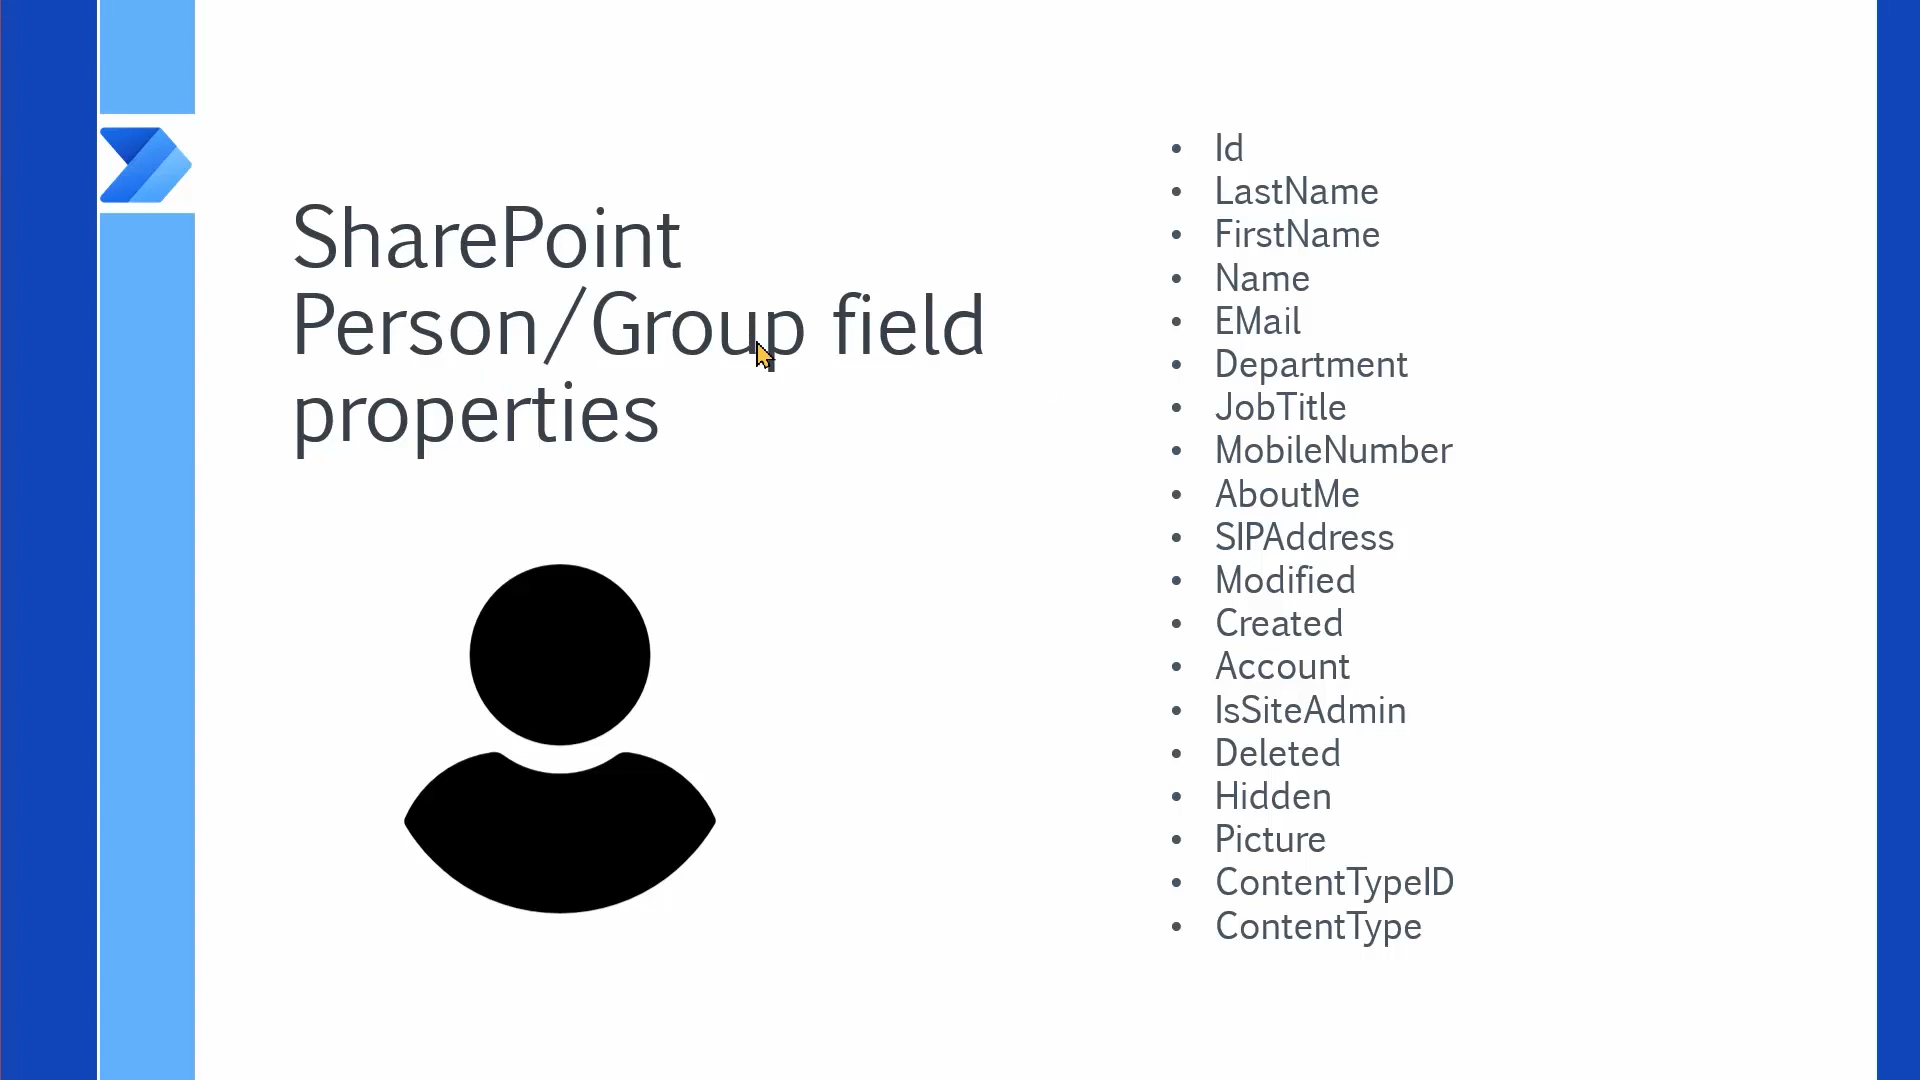 SharePoint
Person/Group field
properties
• Id
• LastName
• FirstName
• Name
• EMail
• Department
• JobTitle
• MobileNumber
• AboutMe
• SIPAddress
• Modified
• Created
• Account
• IsSiteAdmin
• Deleted
• Hidden
• Picture
• ContentTypeID
• ContentType